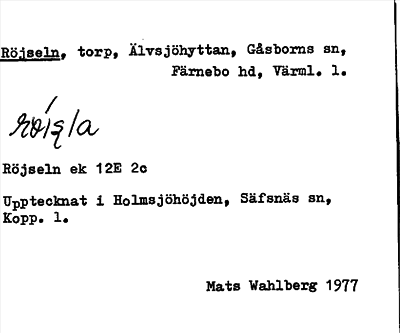 Röjseln, torp, Älvsjöhyttan, Gåsborns sn,
Färnebo hd, Värml. l.
Röjseln ek 12E 2c
Upptecknat i Holmsjöhöjden, Säfsnäs sn,
Kopp. l.
Mats Wahlberg 1977